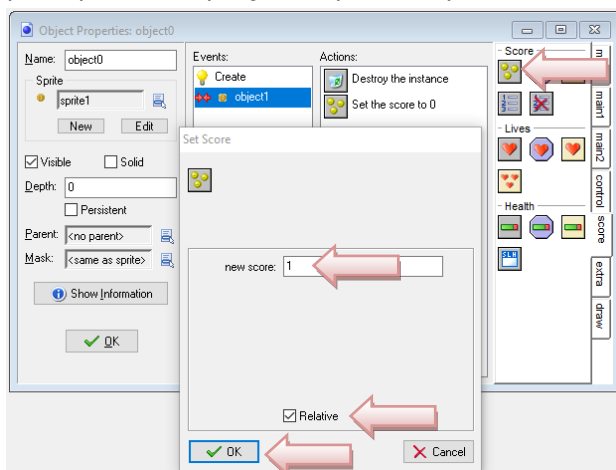 Object Properties: object0
Name: object0
Sprite
sprite1
New Edit
Visible Solid
Depth: 0
Persistent
Parent: <no parent>
Mask: <same as sprite>
Show Information
OK
Events:
Create
object1
Actions:
Destroy the instance
Set the score to 0
Set Score
new score: 1
Relative
OK Cancel
Score
Lives
Health
main1
main2
control
score
extra
draw